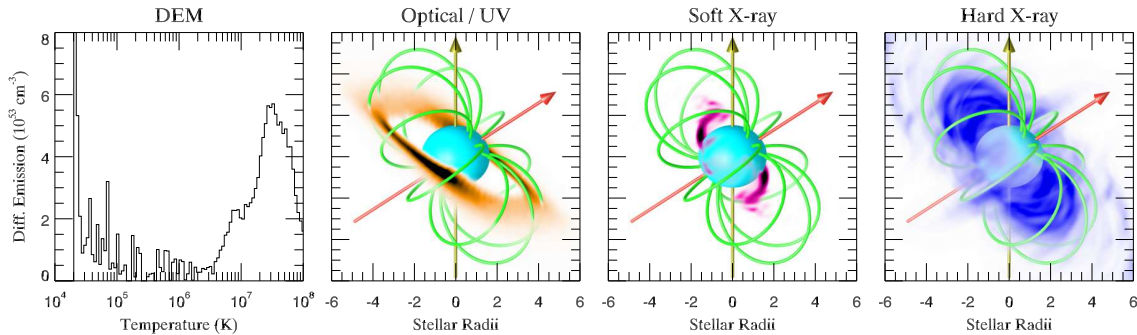 DEM
Optical / UV
Soft X-ray
Hard X-ray
Diff. Emission (10⁵³ cm⁻³)
8
6
4
2
0
10⁴ 10⁵ 10⁶ 10⁷ 10⁸
Temperature (K)
-6 -4 -2 0 2 4 6
Stellar Radii
-6 -4 -2 0 2 4 6
Stellar Radii
-6 -4 -2 0 2 4 6
Stellar Radii